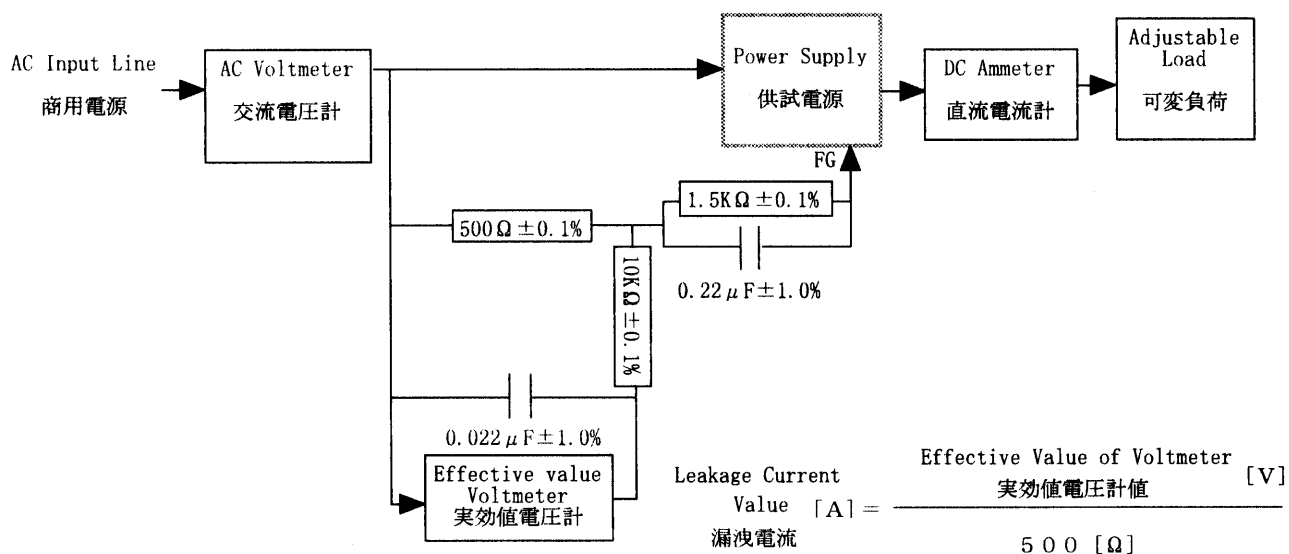 AC Input Line
商用電源
AC Voltmeter
交流電圧計
Power Supply
供試電源
DC Ammeter
直流電流計
Adjustable
Load
可変負荷
FG
1.5KΩ±0.1%
500Ω±0.1%
0.22μF±1.0%
10KΩ±0.1%
0.022μF±1.0%
Effective value
Voltmeter
実効値電圧計
Leakage Current
Value [A] =
漏洩電流
Effective Value of Voltmeter [V]
実効値電圧計値
500 [Ω]